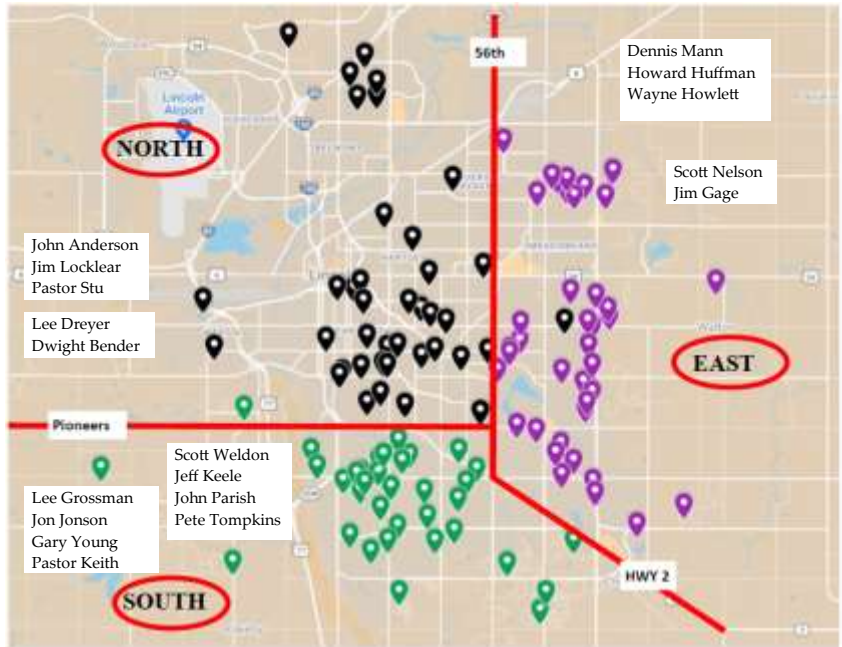 56th
Dennis Mann
Howard Huffman
Wayne Howlett
Lincoln
Airport
NORTH
Scott Nelson
Jim Gage
John Anderson
Jim Locklear
Pastor Stu
Lee Dreyer
Dwight Bender
EAST
Pioneers
Scott Weldon
Jeff Keele
John Parish
Pete Tompkins
Lee Grossman
Jon Jonson
Gary Young
Pastor Keith
HWY 2
SOUTH